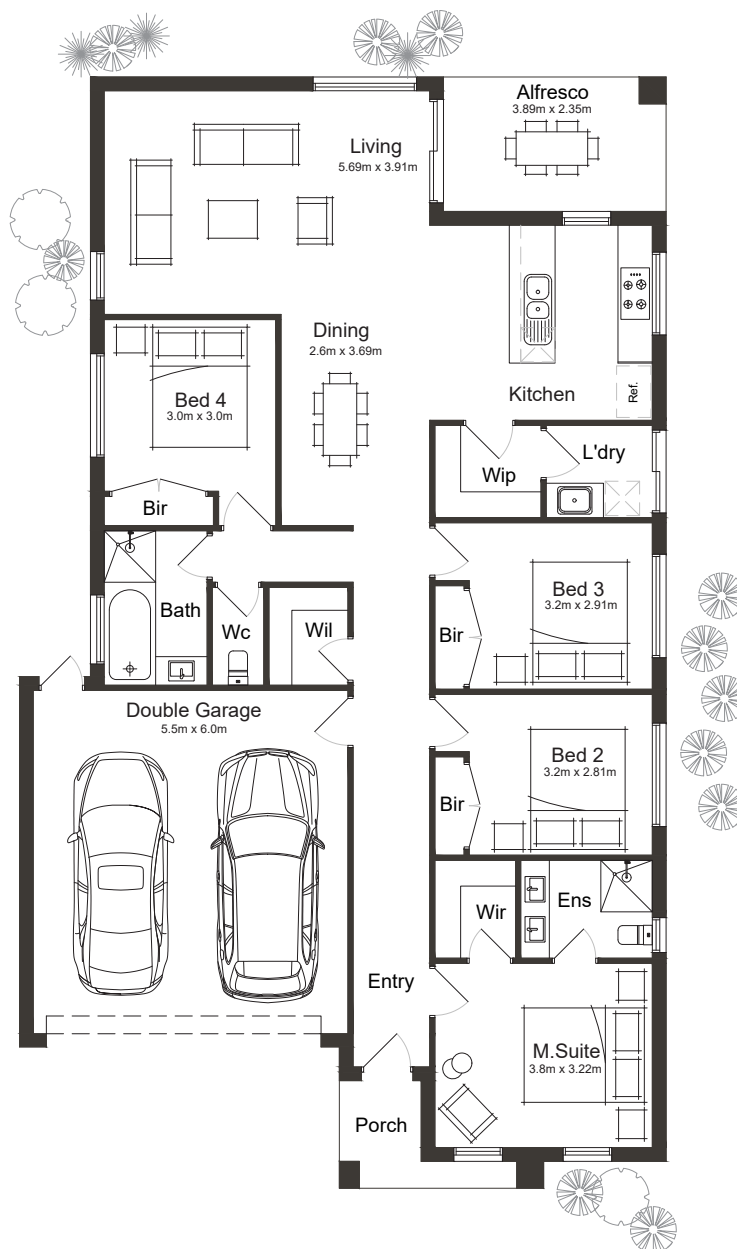 Alfresco
3.89m x 2.35m
Living
5.69m x 3.91m
Dining
2.6m x 3.69m
Kitchen
Ref.
Bed 4
3.0m x 3.0m
Bir
Wip
L'dry
Bath
Wc
Wil
Bed 3
3.2m x 2.91m
Bir
Double Garage
5.5m x 6.0m
Bed 2
3.2m x 2.81m
Bir
Wir
Ens
Entry
M.Suite
3.8m x 3.22m
Porch